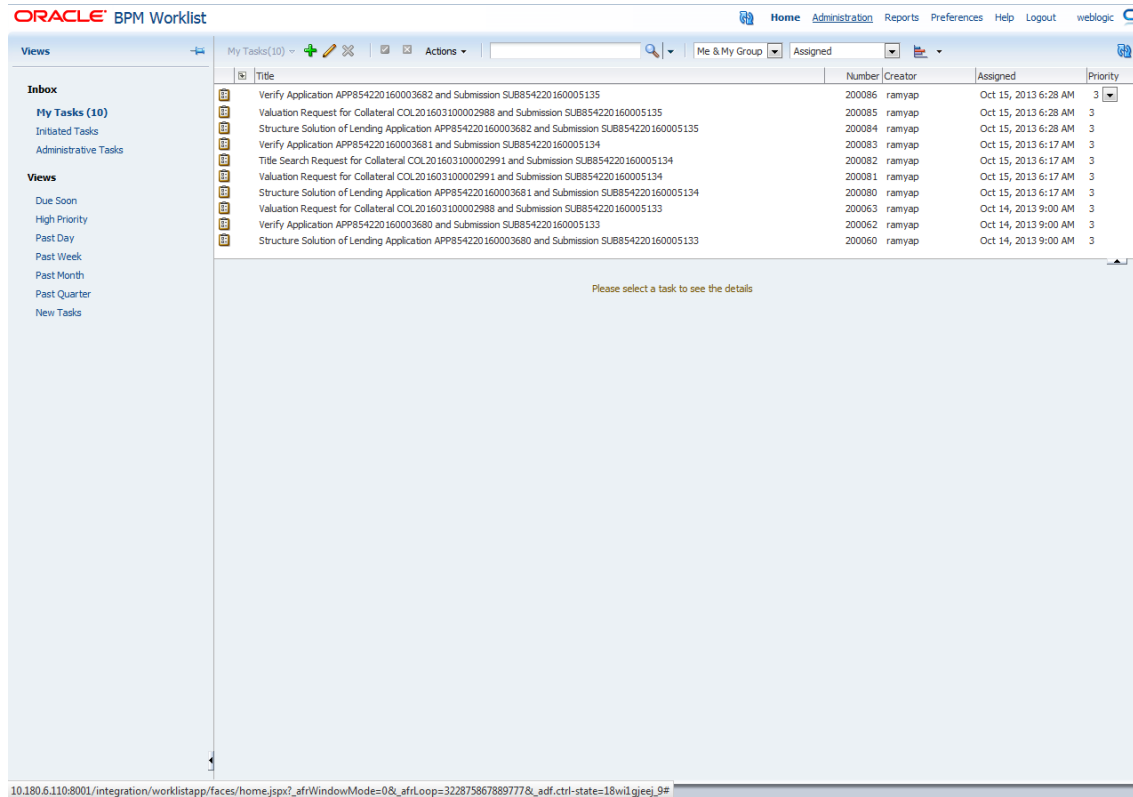 ORACLE BPM Worklist
Home Administration Reports Preferences Help Logout weblogic
Views
My Tasks(10) Actions Me & My Group Assigned
Title Number Creator Assigned Priority
Inbox
My Tasks (10)
Initiated Tasks
Administrative Tasks
Views
Due Soon
High Priority
Past Day
Past Week
Past Month
Past Quarter
New Tasks
Verify Application APP854220160003682 and Submission SUB854220160005135 200086 ramyap Oct 15, 2013 6:28 AM 3
Valuation Request for Collateral COL201603100002988 and Submission SUB854220160005135 200085 ramyap Oct 15, 2013 6:28 AM 3
Structure Solution of Lending Application APP854220160003682 and Submission SUB854220160005135 200084 ramyap Oct 15, 2013 6:28 AM 3
Verify Application APP854220160003681 and Submission SUB854220160005134 200083 ramyap Oct 15, 2013 6:17 AM 3
Title Search Request for Collateral COL201603100002991 and Submission SUB854220160005134 200082 ramyap Oct 15, 2013 6:17 AM 3
Valuation Request for Collateral COL201603100002991 and Submission SUB854220160005134 200081 ramyap Oct 15, 2013 6:17 AM 3
Structure Solution of Lending Application APP854220160003681 and Submission SUB854220160005134 200080 ramyap Oct 15, 2013 6:17 AM 3
Valuation Request for Collateral COL201603100002988 and Submission SUB854220160005133 200063 ramyap Oct 14, 2013 9:00 AM 3
Verify Application APP854220160003680 and Submission SUB854220160005133 200062 ramyap Oct 14, 2013 9:00 AM 3
Structure Solution of Lending Application APP854220160003680 and Submission SUB854220160005133 200060 ramyap Oct 14, 2013 9:00 AM 3
Please select a task to see the details
10.180.6.110:8001/integration/worklistapp/faces/home.jspx?_afrWindowMode=0&_afrLoop=322875867889777&_adf.ctrl-state=18wi1gjeej_9#